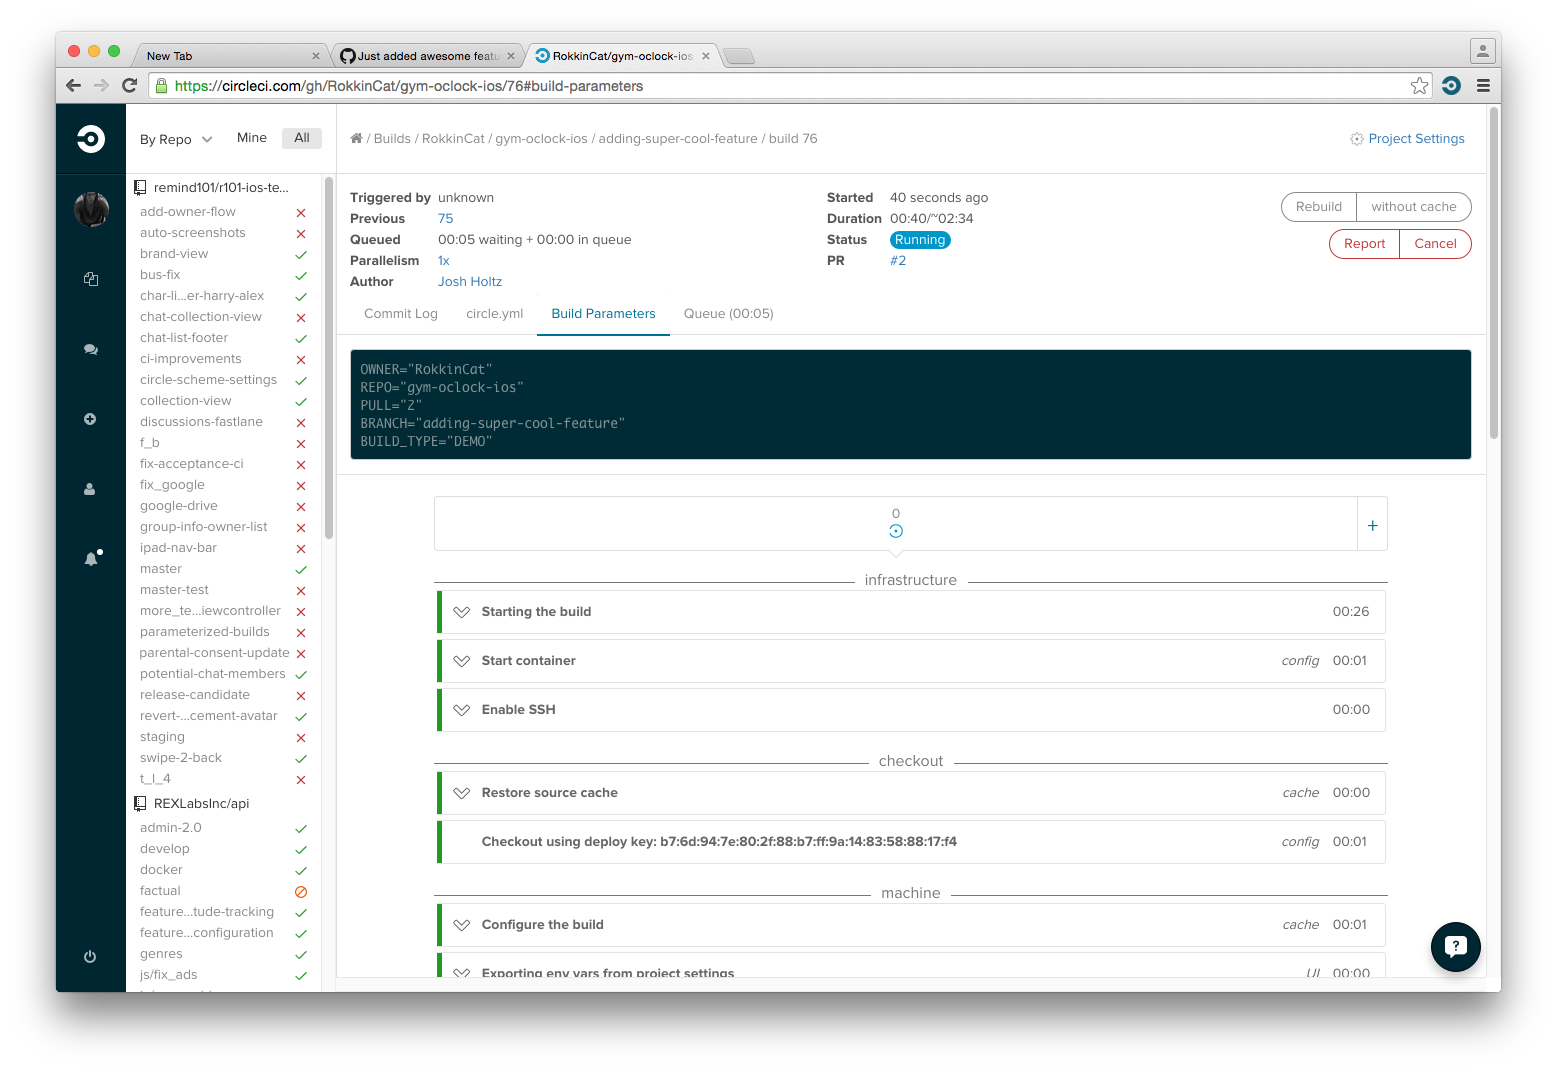 New Tab
Just added awesome featu
RokkinCat/gym-oclock-ios
https://circleci.com/gh/RokkinCat/gym-oclock-ios/76#build-parameters
By Repo
Mine
All
/ Builds / RokkinCat / gym-oclock-ios / adding-super-cool-feature / build 76
Project Settings
remind101/r101-ios-te...
add-owner-flow
auto-screenshots
brand-view
bus-fix
char-li...er-harry-alex
chat-collection-view
chat-list-footer
ci-improvements
circle-scheme-settings
collection-view
discussions-fastlane
f_b
fix-acceptance-ci
fix_google
google-drive
group-info-owner-list
ipad-nav-bar
master
master-test
more_te...iewcontroller
parameterized-builds
parental-consent-update
potential-chat-members
release-candidate
revert-...cement-avatar
staging
swipe-2-back
t_l_4
REXLabsInc/api
admin-2.0
develop
docker
factual
feature...tude-tracking
feature...configuration
genres
js/fix_ads
Triggered by unknown
Previous 75
Queued 00:05 waiting + 00:00 in queue
Parallelism 1x
Author Josh Holtz
Started 40 seconds ago
Duration 00:40/~02:34
Status Running
PR #2
Rebuild
without cache
Report
Cancel
Commit Log
circle.yml
Build Parameters
Queue (00:05)
OWNER="RokkinCat"
REPO="gym-oclock-ios"
PULL="2"
BRANCH="adding-super-cool-feature"
BUILD_TYPE="DEMO"
0
+
infrastructure
Starting the build 00:26
Start container config 00:01
Enable SSH 00:00
checkout
Restore source cache cache 00:00
Checkout using deploy key: b7:6d:94:7e:80:2f:88:b7:ff:9a:14:83:58:88:17:f4 config 00:01
machine
Configure the build cache 00:01
Exporting env vars from project settings UI 00:00